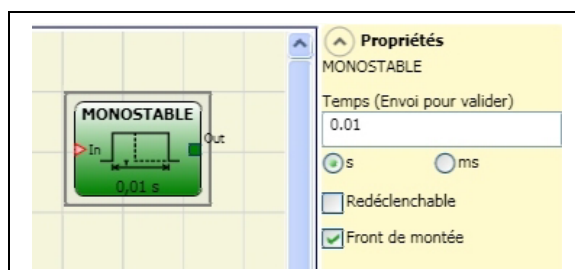 MONOSTABLE
In
Out
0,01 s
Propriétés
MONOSTABLE
Temps (Envoi pour valider)
0.01
s
ms
Redéclenchable
Front de montée